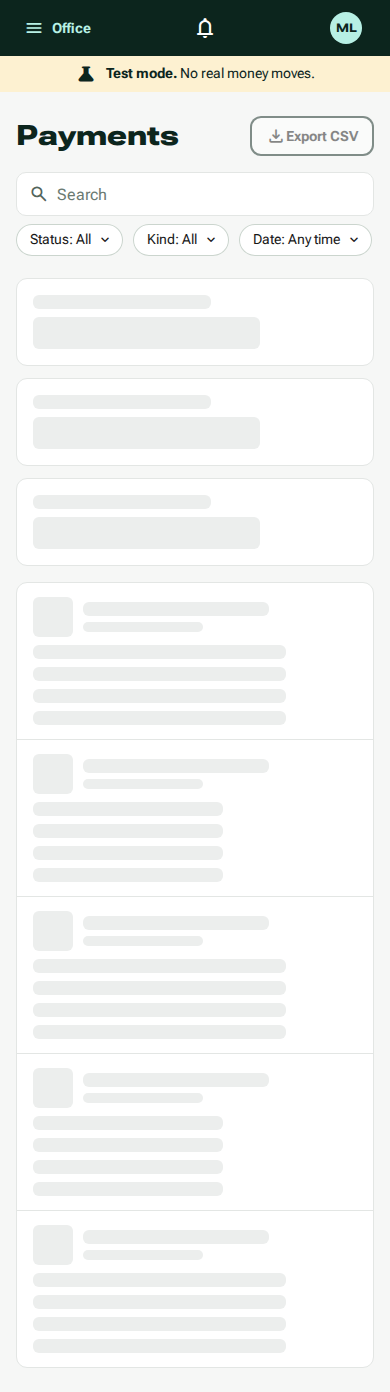 Office
ML
Test mode. No real money moves.
Payments
Export CSV
Search
Status: All
Kind: All
Date: Any time